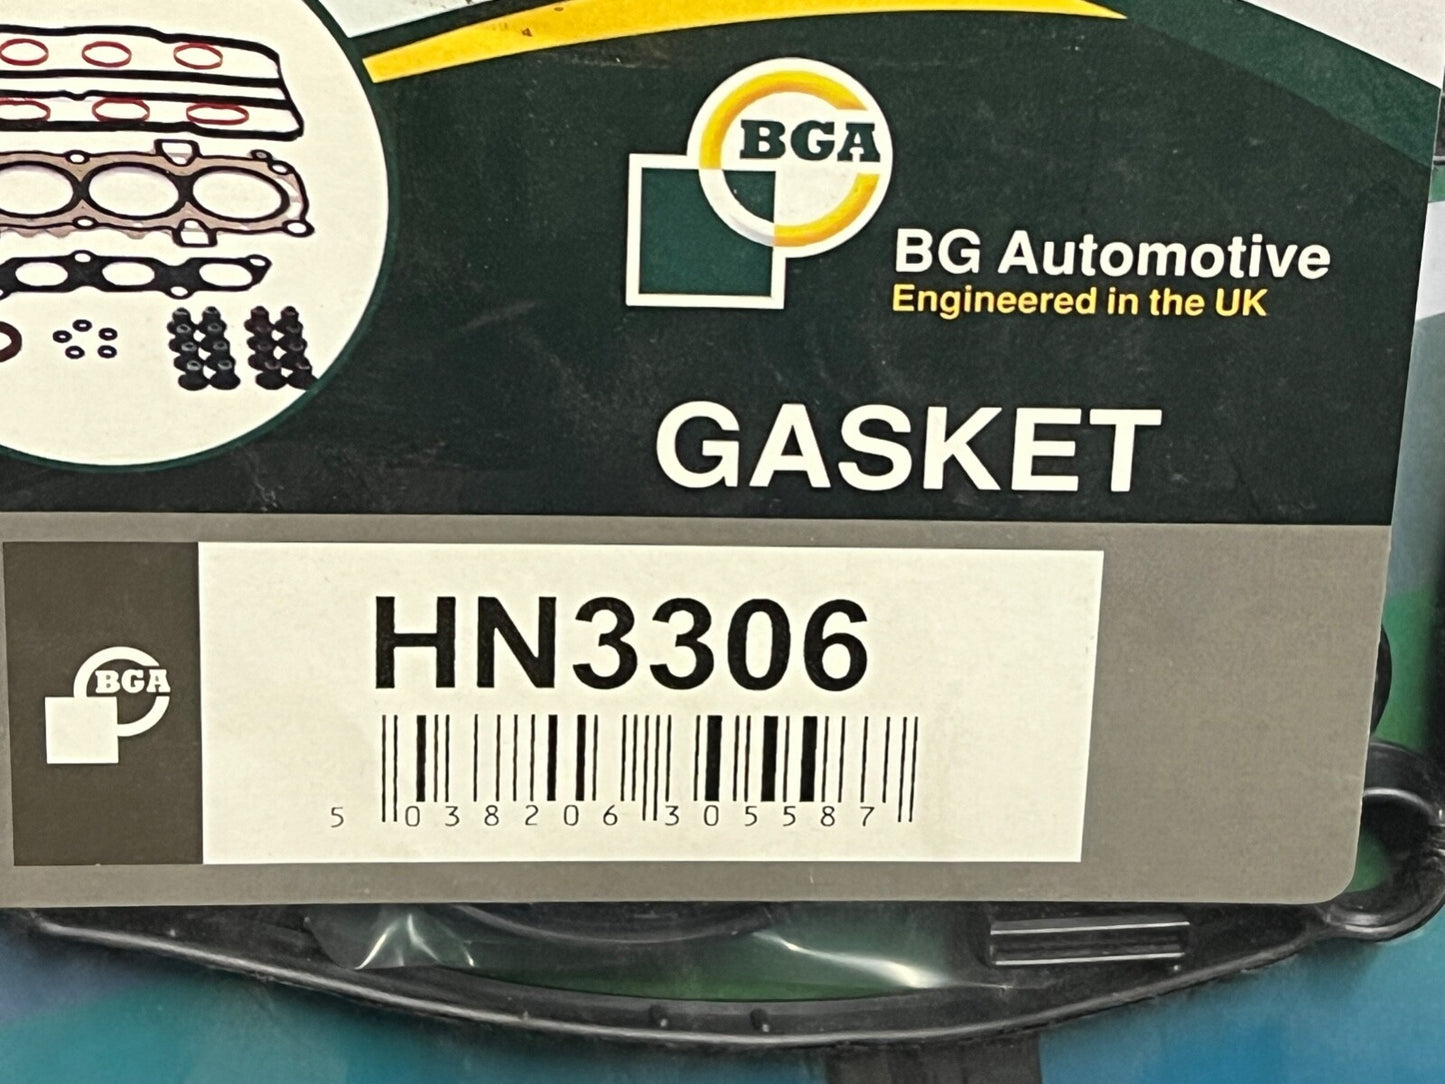 BGA
BG Automotive
Engineered in the UK
GASKET
HN3306
BGA
5 038206 305587